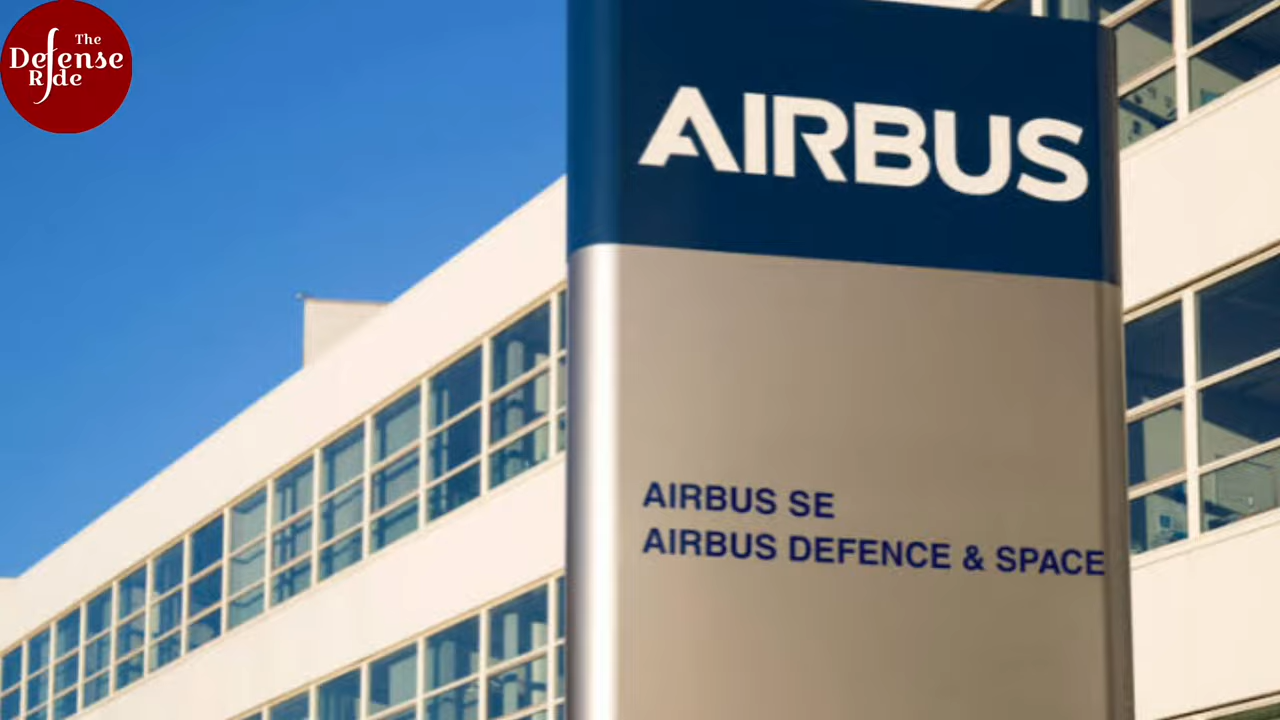 The
Defense
Ride
AIRBUS
AIRBUS SE
AIRBUS DEFENCE & SPACE